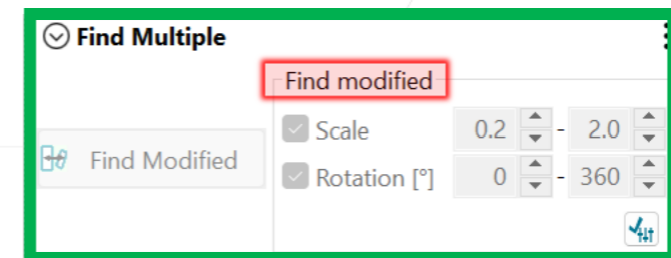 Find Multiple
Find modified
Scale 0.2 - 2.0
Find Modified
Rotation [°] 0 - 360